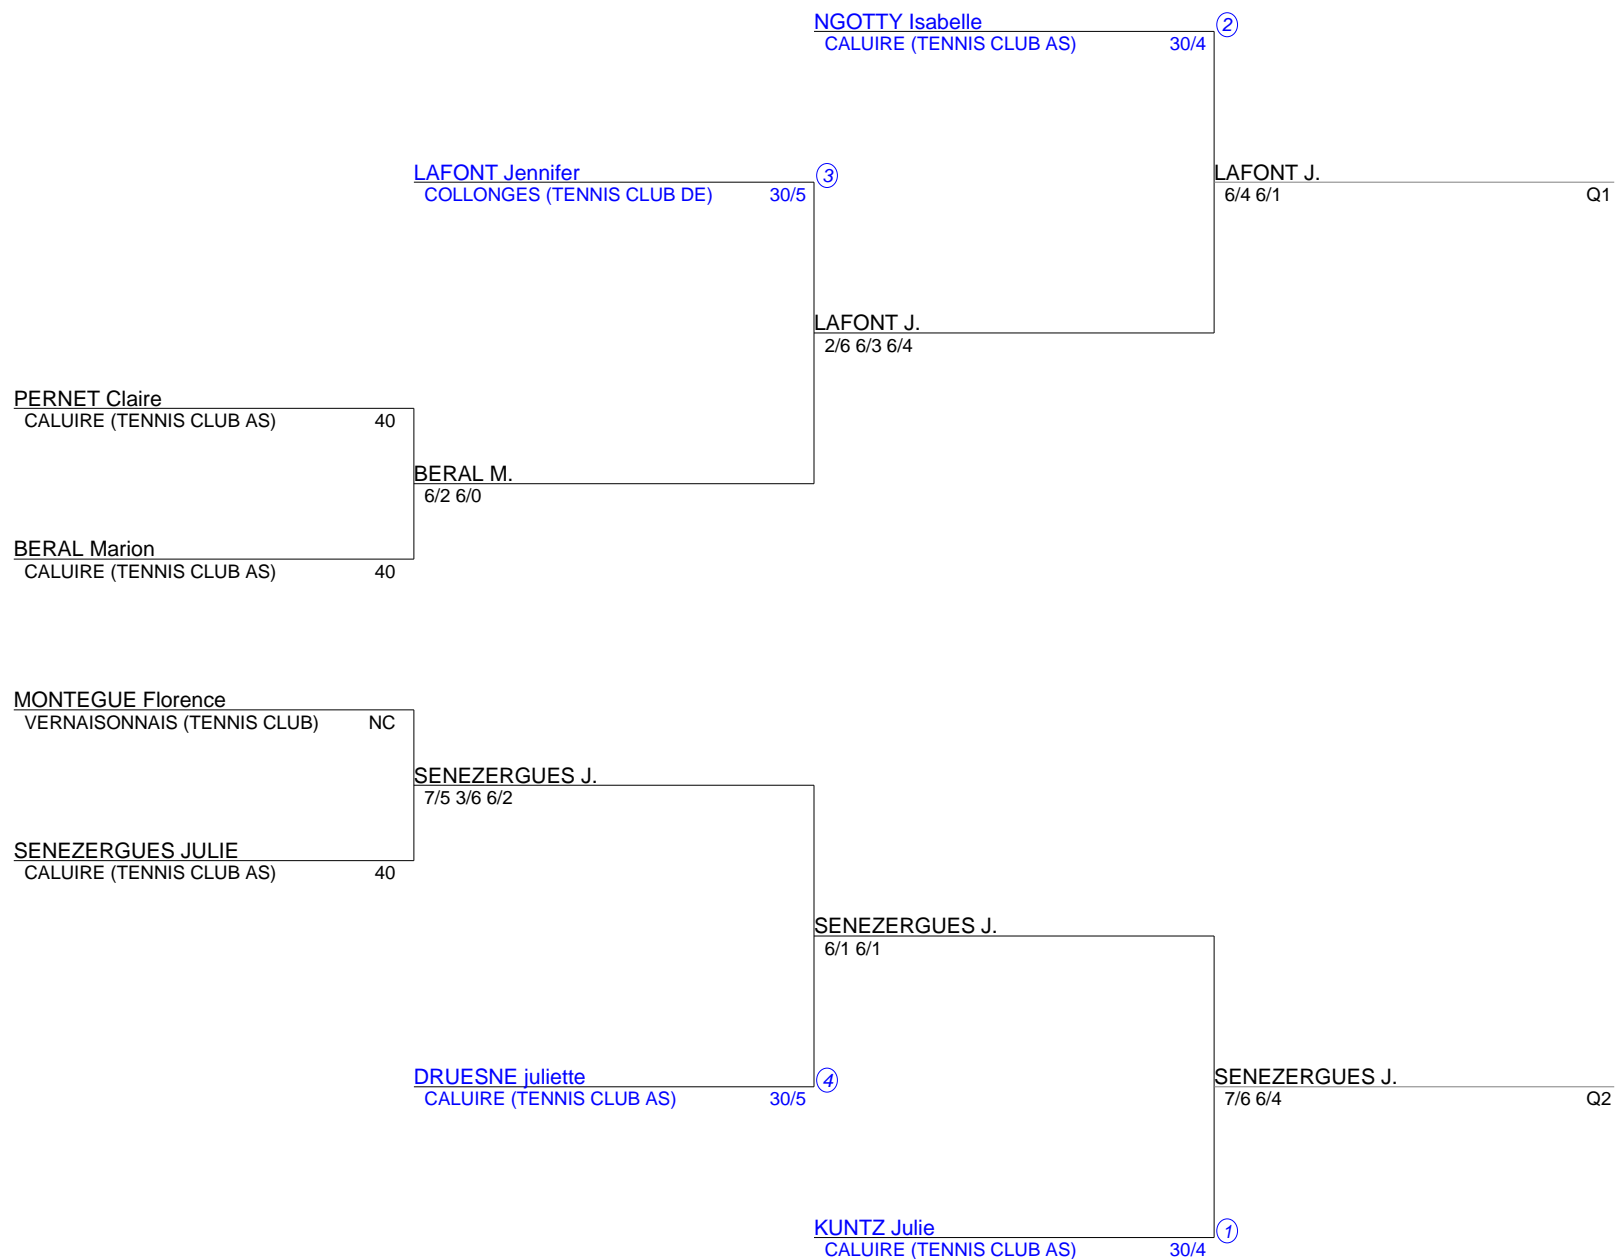 NGOTTY Isabelle 2
CALUIRE (TENNIS CLUB AS) 30/4
LAFONT Jennifer 3
COLLONGES (TENNIS CLUB DE) 30/5
LAFONT J.
6/4 6/1 Q1
LAFONT J.
2/6 6/3 6/4
PERNET Claire
CALUIRE (TENNIS CLUB AS) 40
BERAL M.
6/2 6/0
BERAL Marion
CALUIRE (TENNIS CLUB AS) 40
MONTEGUE Florence
VERNAISONNAIS (TENNIS CLUB) NC
SENEZERGUES J.
7/5 3/6 6/2
SENEZERGUES JULIE
CALUIRE (TENNIS CLUB AS) 40
SENEZERGUES J.
6/1 6/1
DRUESNE juliette 4
CALUIRE (TENNIS CLUB AS) 30/5
SENEZERGUES J.
7/6 6/4 Q2
KUNTZ Julie 1
CALUIRE (TENNIS CLUB AS) 30/4